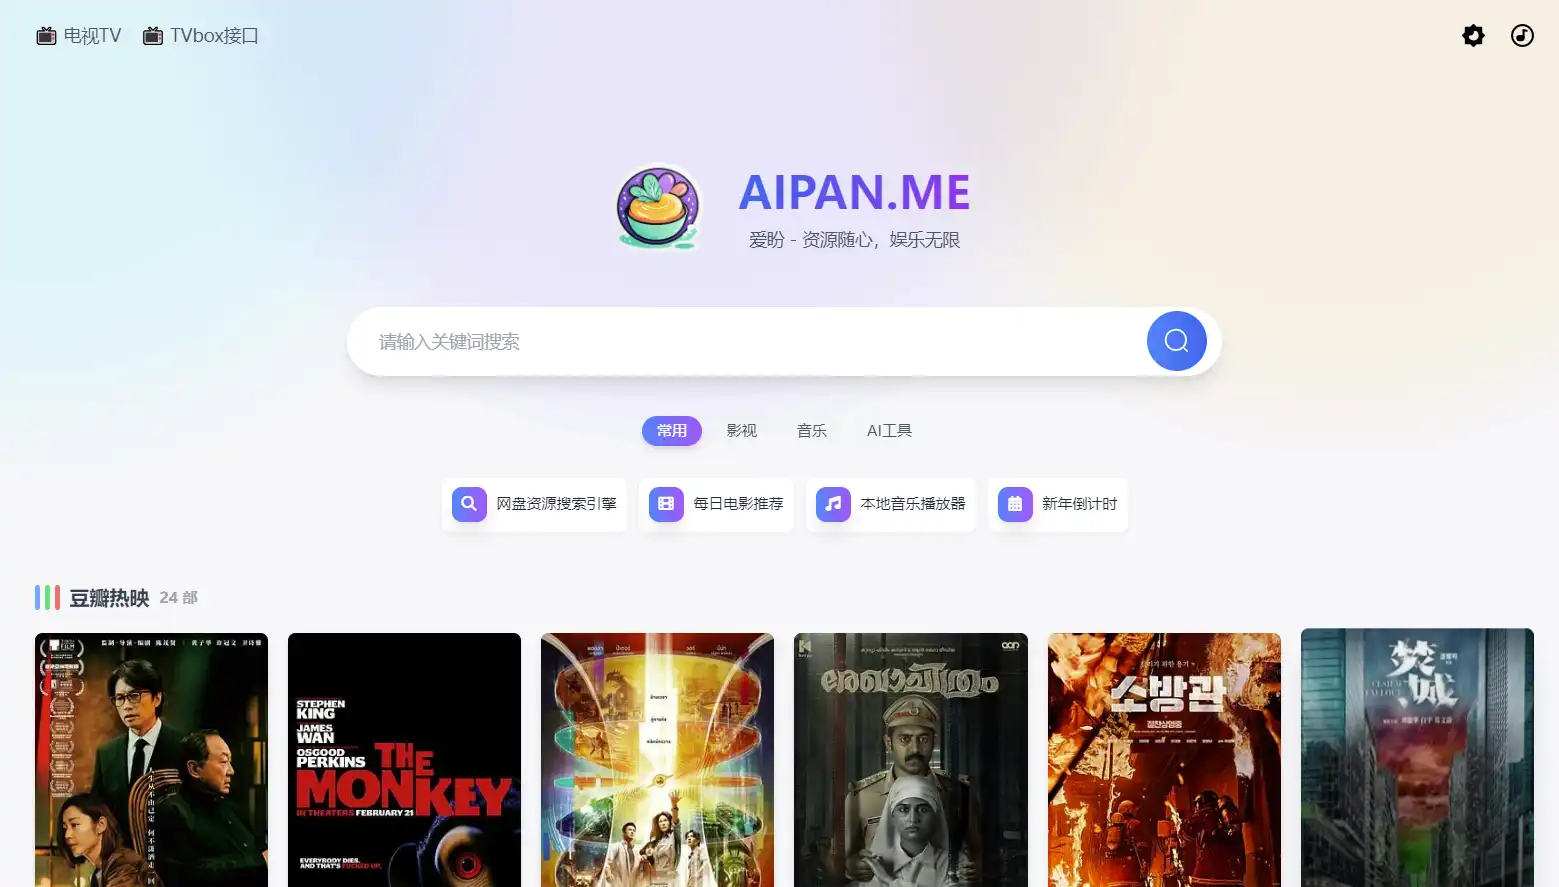 电视TV
TVbox接口
AIPAN.ME
爱盼 - 资源随心，娱乐无限
请输入关键词搜索
常用
影视
音乐
AI工具
网盘资源搜索引擎
每日电影推荐
本地音乐播放器
新年倒计时
豆瓣热映 24 部
STEPHEN
KING
JAMES
WAN
OSGOOD
PERKINS
THE
MONKEY
IN THEATERS FEBRUARY 21
EVERYBODY DIES.
AND THAT'S FUCKED UP.
രേഖാചിത്രം
소방관
焚城